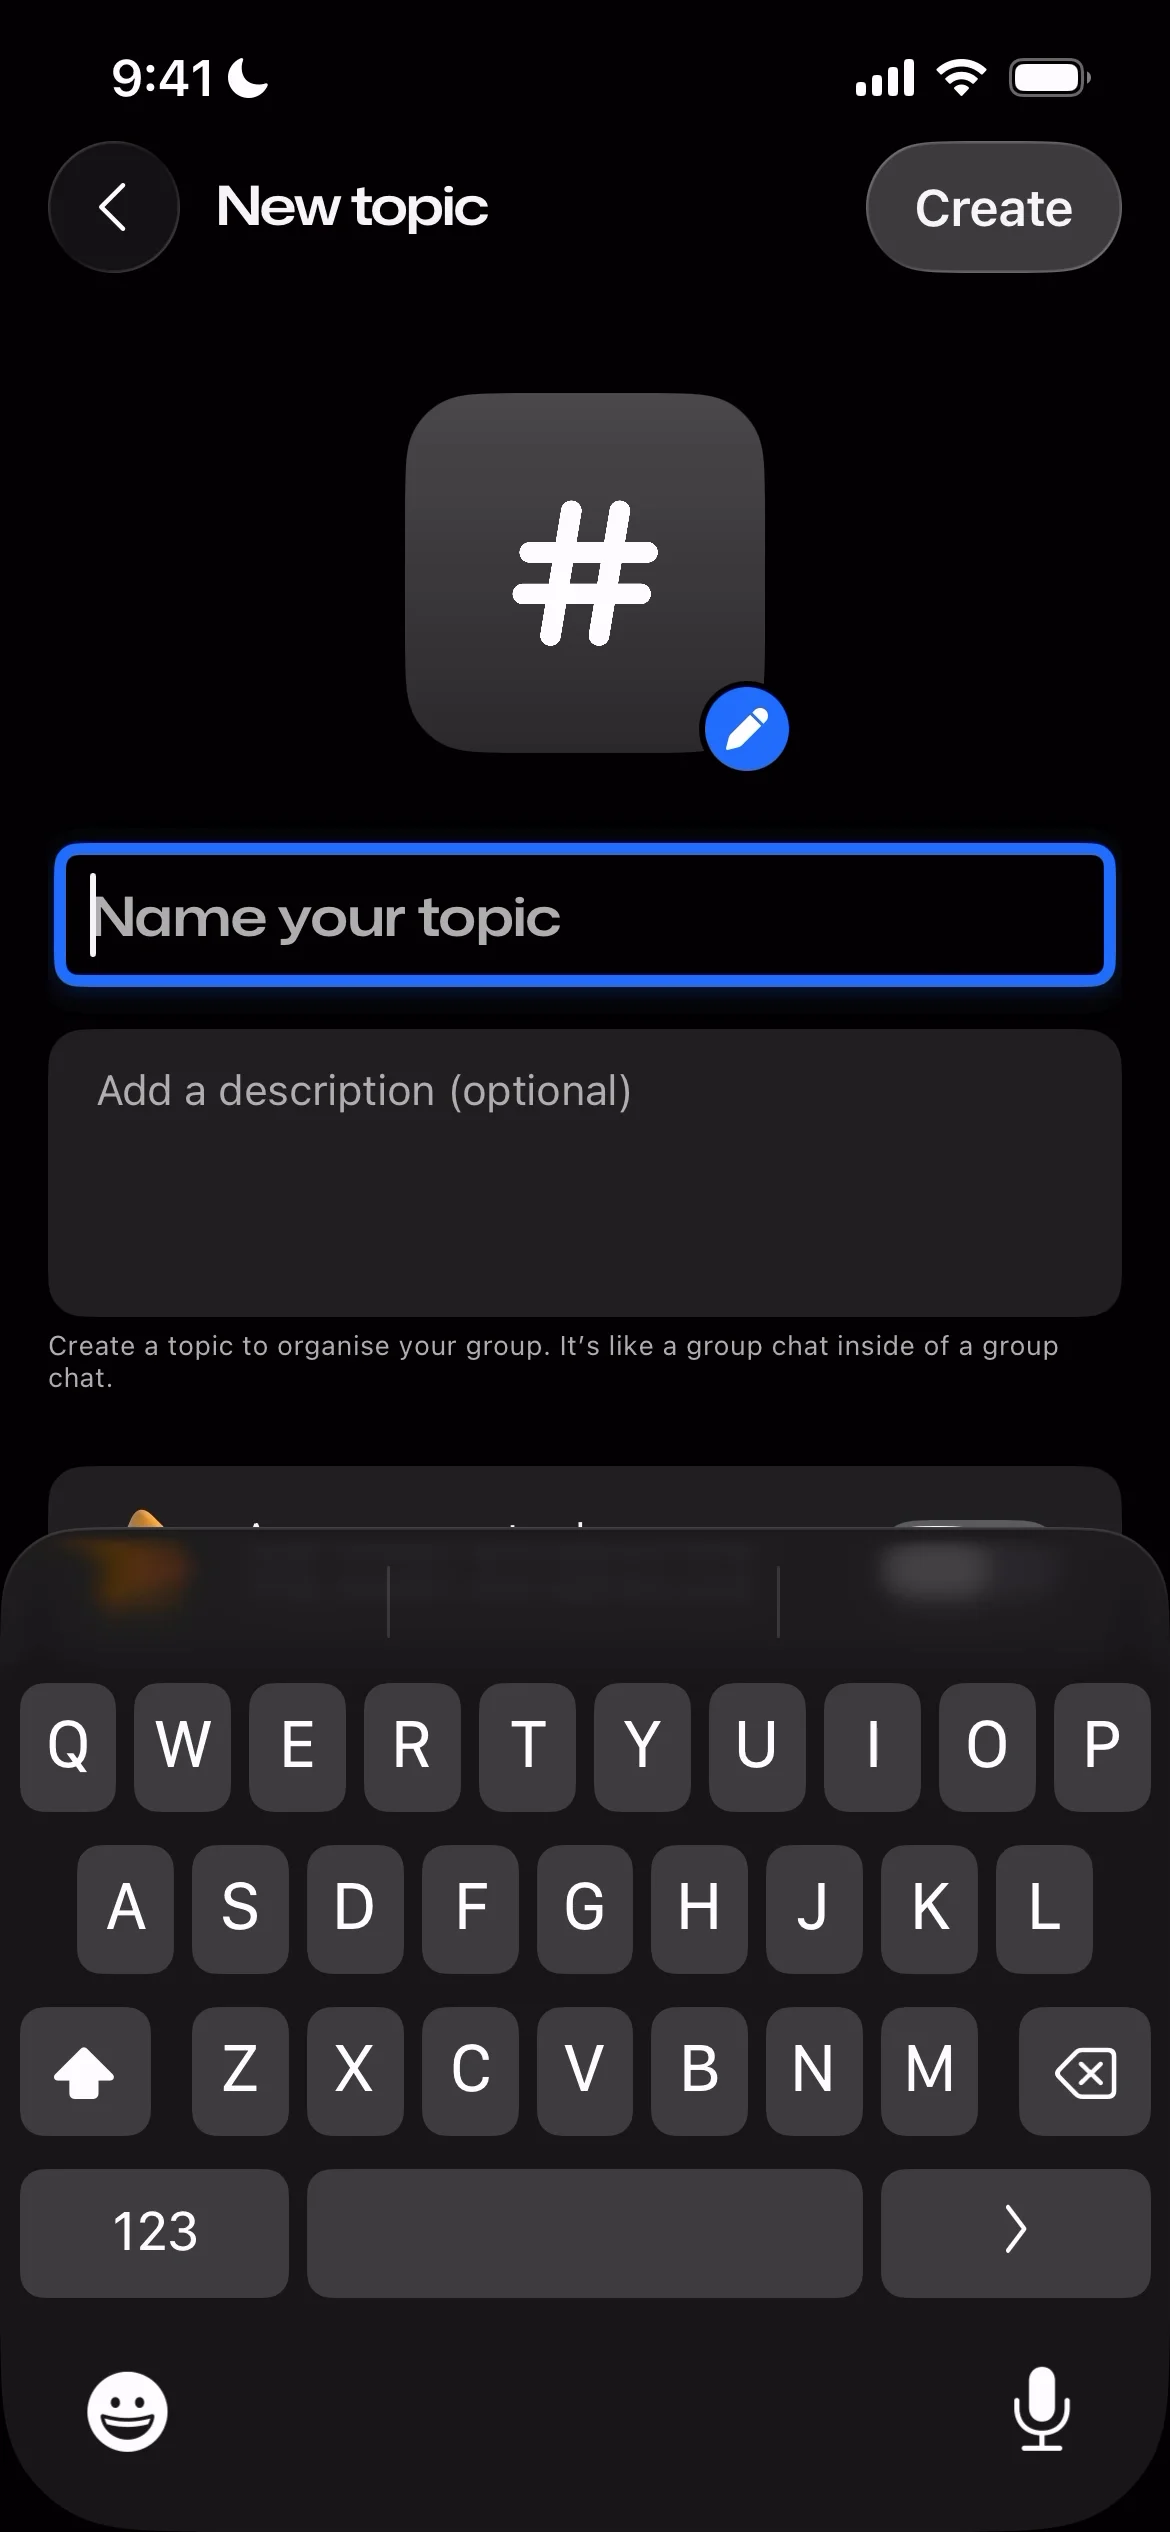 9:41
New topic
Create
#
Name your topic
Add a description (optional)
Create a topic to organise your group. It's like a group chat inside of a group
chat.
Q W E R T Y U I O P
A S D F G H J K L
Z X C V B N M
123